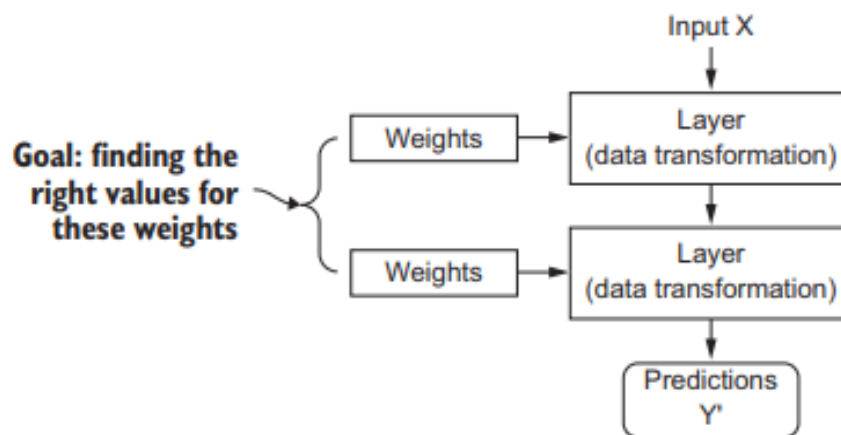 Input X
Weights
Layer
(data transformation)
Goal: finding the
right values for
these weights
Weights
Layer
(data transformation)
Predictions
Y'